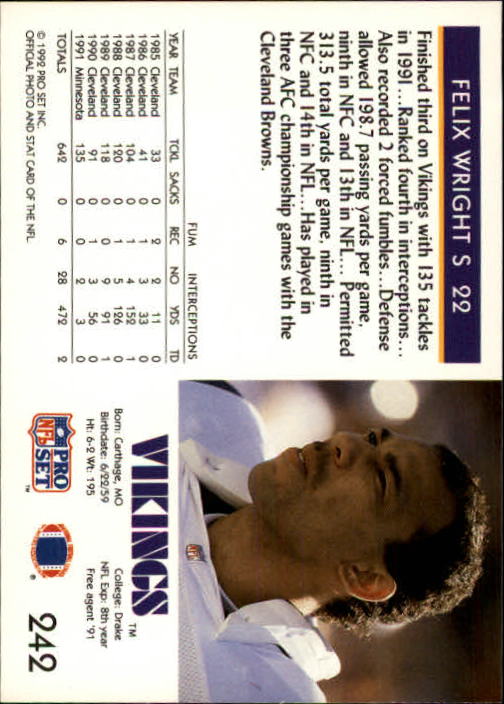 FELIX WRIGHT S 22
Finished third on Vikings with 135 tackles
in 1991...Ranked fourth in interceptions...
Also recorded 2 forced fumbles...Defense
allowed 198.7 passing yards per game,
ninth in NFC and 13th in NFL... Permitted
313.5 total yards per game, ninth in
NFC and 14th in NFL...Has played in
three AFC championship games with the
Cleveland Browns.
FUM INTERCEPTIONS
YEAR TEAM TCKL SACKS REC NO YDS TD
1985 Cleveland 33 0 2 2 11 0
1986 Cleveland 41 0 1 3 33 0
1987 Cleveland 104 0 1 4 152 1
1988 Cleveland 120 0 1 5 126 0
1989 Cleveland 118 0 0 9 91 1
1990 Cleveland 91 0 1 3 56 0
1991 Minnesota 135 0 0 2 3 0
TOTALS 642 0 6 28 472 2
© 1992 PRO SET INC.
OFFICIAL PHOTO AND STAT CARD OF THE NFL
NFL
VIKINGS™
Born: Carthage, MO College: Drake
Birthdate: 6/22/59 NFL Exp: 8th year
Ht: 6-2 Wt: 195 Free agent '91
PRO
NFL
SET™
®
242